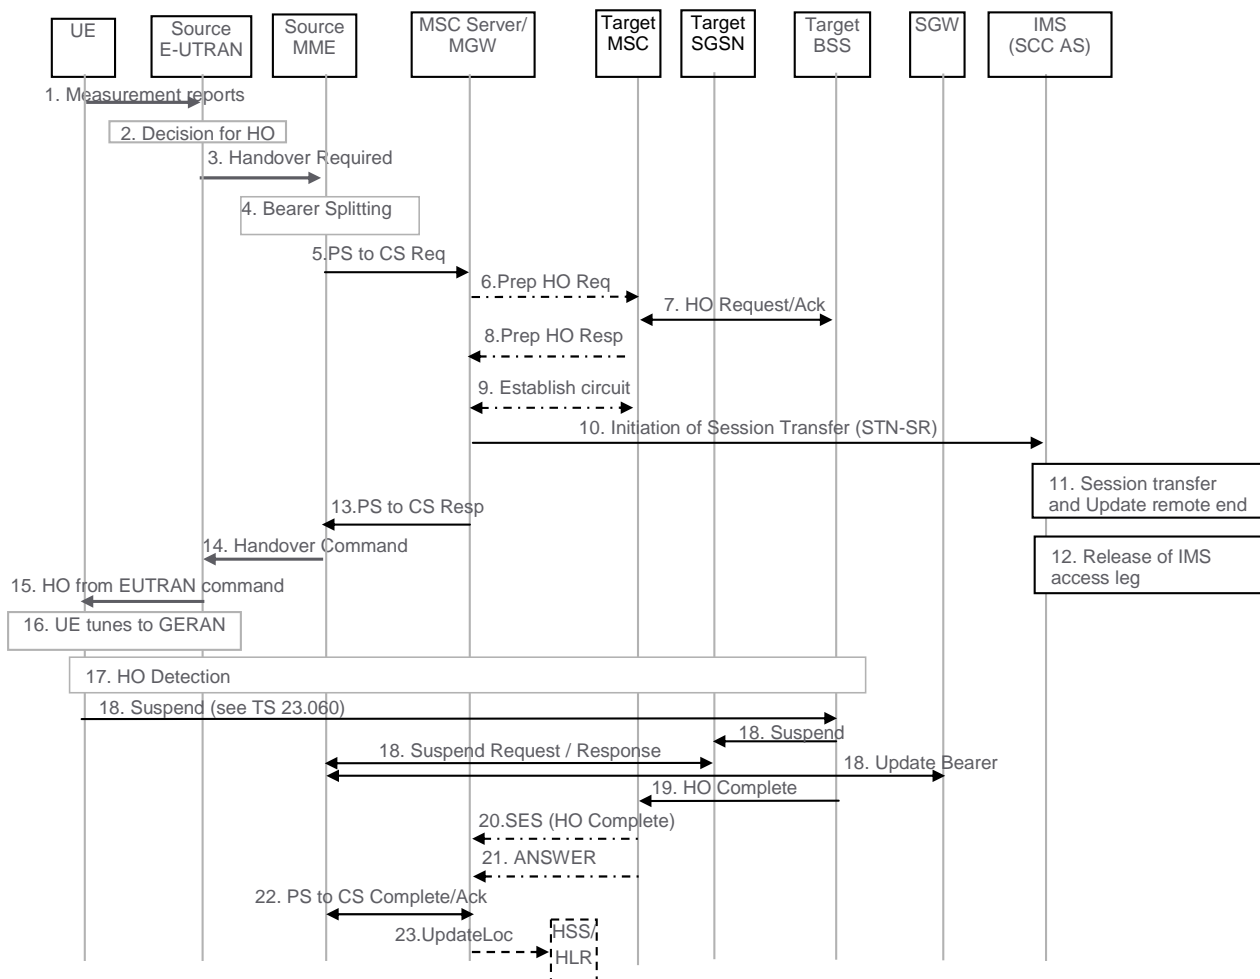 UE
Source
E-UTRAN
Source
MME
MSC Server/
MGW
Target
MSC
Target
SGSN
Target
BSS
SGW
IMS
(SCC AS)
1. Measurement reports
2. Decision for HO
3. Handover Required
4. Bearer Splitting
5.PS to CS Req
6.Prep HO Req
7. HO Request/Ack
8.Prep HO Resp
9. Establish circuit
10. Initiation of Session Transfer (STN-SR)
11. Session transfer
and Update remote end
13.PS to CS Resp
14. Handover Command
12. Release of IMS
access leg
15. HO from EUTRAN command
16. UE tunes to GERAN
17. HO Detection
18. Suspend (see TS 23.060)
18. Suspend
18. Suspend Request / Response
18. Update Bearer
19. HO Complete
20.SES (HO Complete)
21. ANSWER
22. PS to CS Complete/Ack
23.UpdateLoc
HSS/
HLR